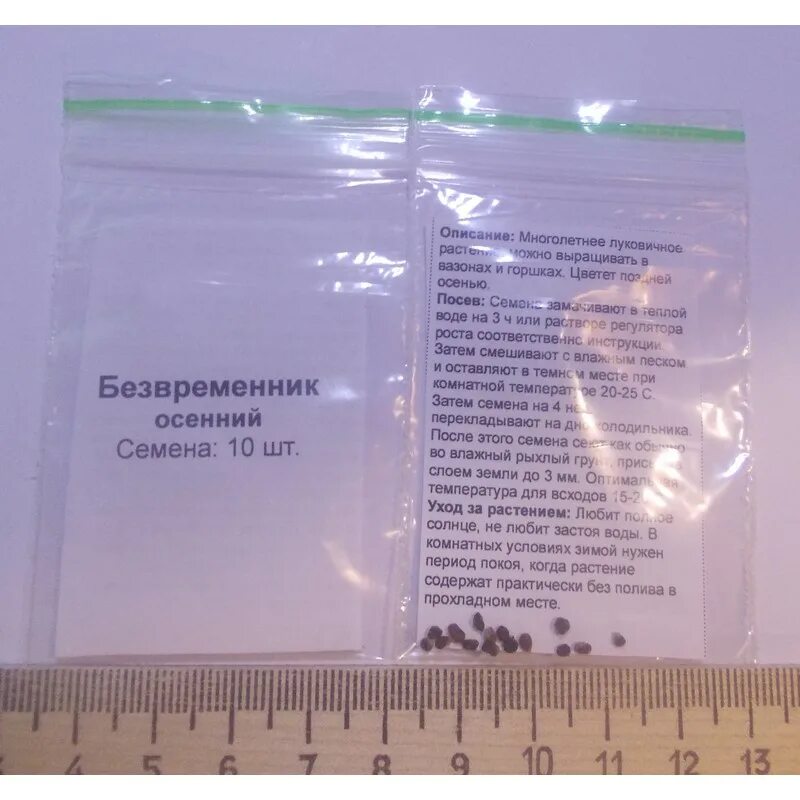 Безвременник
осенний
Семена: 10 шт.
Описание: Многолетнее луковичное
можно выращивать в
вазонах и горшках. Цветет поздней
осенью.
Посев: Семена замачивают в теплой
воде на 3 ч или растворе регулятора
роста соответственно инструкции.
Затем смешивают с влажным песком
и оставляют в темном месте при
комнатной температуре 20-25 С.
Затем семена на 4
перекладывают на дно холодильника.
После этого семена сеют как обычно
во влажный рыхлый грунт,
слоем земли до 3 мм. Оптимальная
температура для всходов
Уход за растением: Любит полное
солнце, не любит застоя воды. В
комнатных условиях зимой нужен
период покоя, когда растение
содержат практически без полива в
прохладном месте.
4 5 6 7 8 9 10 11 12 13